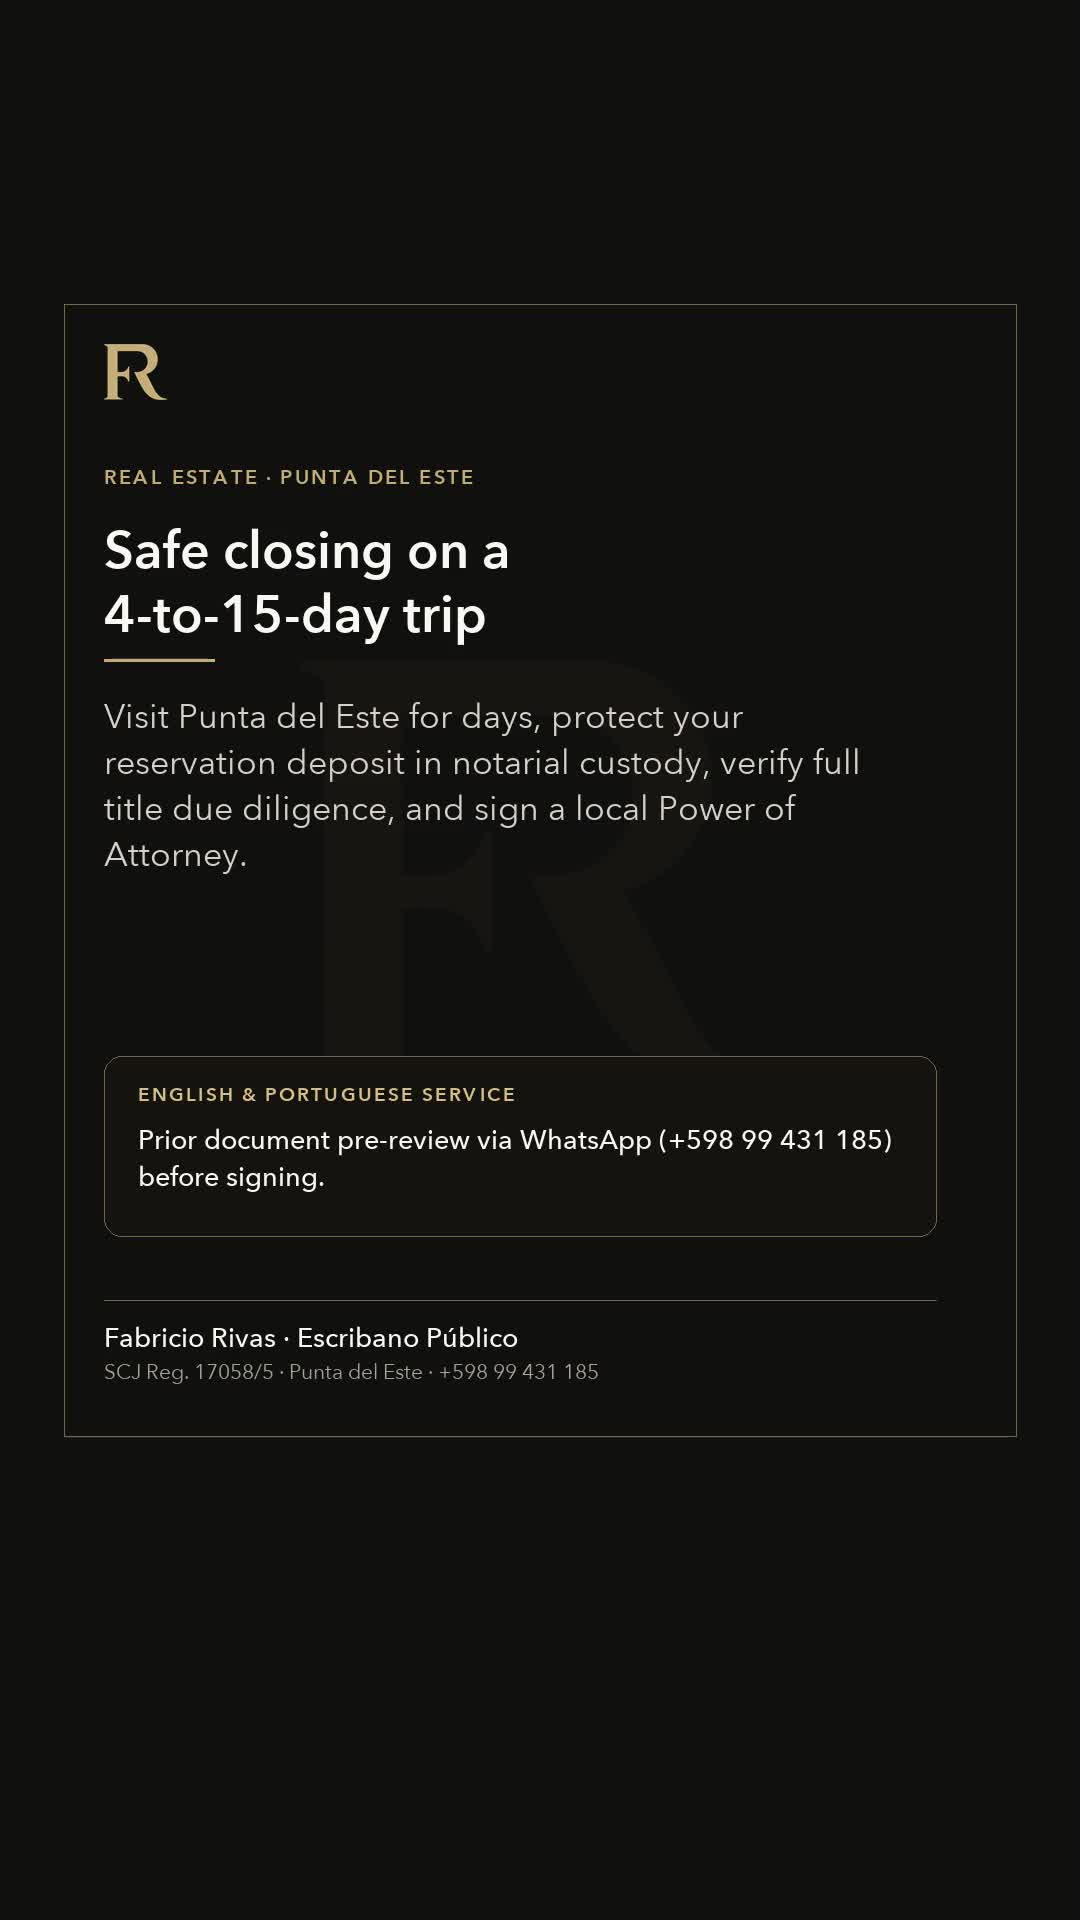 FR
REAL ESTATE · PUNTA DEL ESTE
Safe closing on a
4-to-15-day trip
Visit Punta del Este for days, protect your
reservation deposit in notarial custody, verify full
title due diligence, and sign a local Power of
Attorney.
ENGLISH & PORTUGUESE SERVICE
Prior document pre-review via WhatsApp (+598 99 431 185)
before signing.
Fabricio Rivas · Escribano Público
SCJ Reg. 17058/5 · Punta del Este · +598 99 431 185